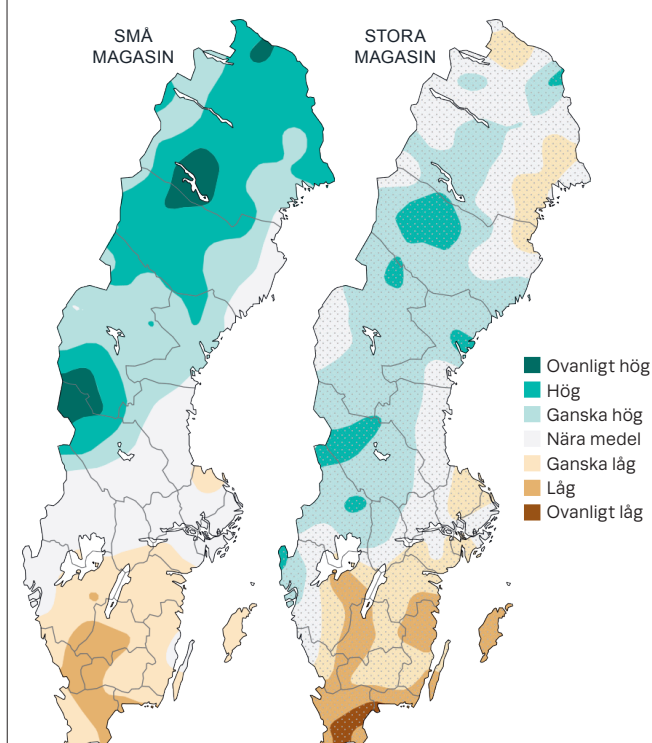 SMÅ
MAGASIN
STORA
MAGASIN
Ovanligt hög
Hög
Ganska hög
Nära medel
Ganska låg
Låg
Ovanligt låg